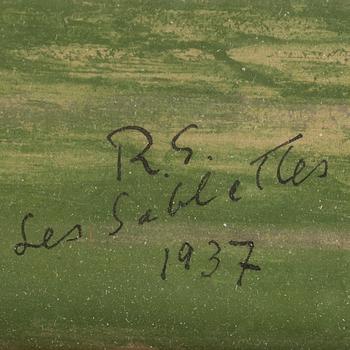 R. G.
Les Sablettes
1937